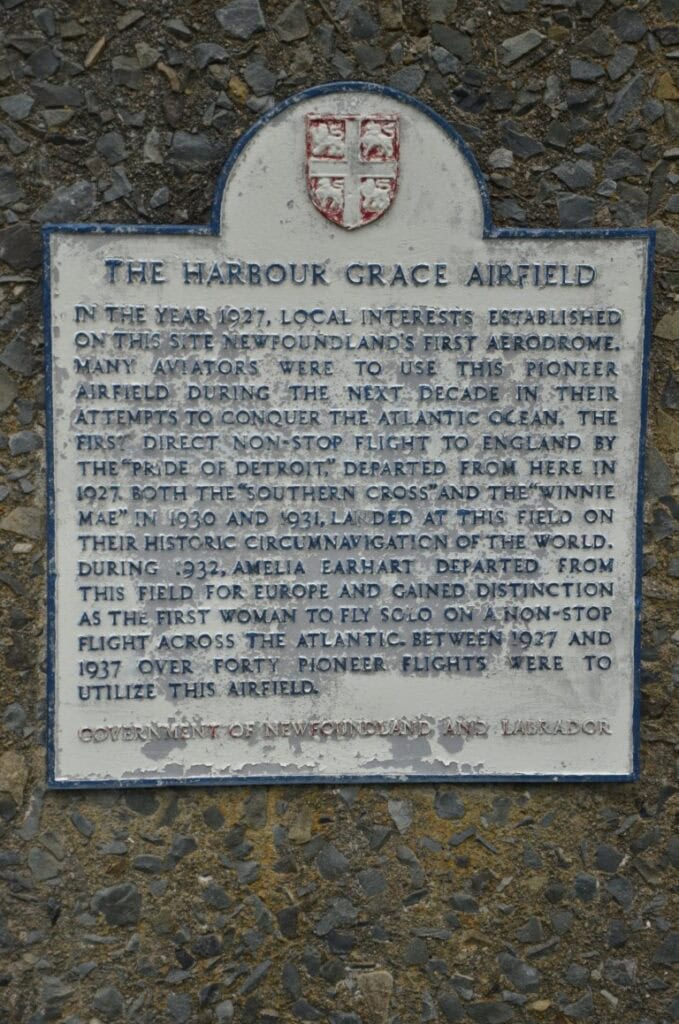 THE HARBOUR GRACE AIRFIELD
IN THE YEAR 1927, LOCAL INTERESTS ESTABLISHED
ON THIS SITE NEWFOUNDLAND'S FIRST AERODROME.
MANY AVIATORS WERE TO USE THIS PIONEER
AIRFIELD DURING THE NEXT DECADE IN THEIR
ATTEMPTS TO CONQUER THE ATLANTIC OCEAN. THE
FIRST DIRECT NON-STOP FLIGHT TO ENGLAND BY
THE "PRIDE OF DETROIT," DEPARTED FROM HERE IN
1927. BOTH THE "SOUTHERN CROSS" AND THE "WINNIE
MAE" IN 1930 AND 1931, LANDED AT THIS FIELD ON
THEIR HISTORIC CIRCUMNAVIGATION OF THE WORLD.
DURING 1932, AMELIA EARHART DEPARTED FROM
THIS FIELD FOR EUROPE AND GAINED DISTINCTION
AS THE FIRST WOMAN TO FLY SOLO ON A NON-STOP
FLIGHT ACROSS THE ATLANTIC. BETWEEN 1927 AND
1937 OVER FORTY PIONEER FLIGHTS WERE TO
UTILIZE THIS AIRFIELD.
GOVERNMENT OF NEWFOUNDLAND AND LABRADOR